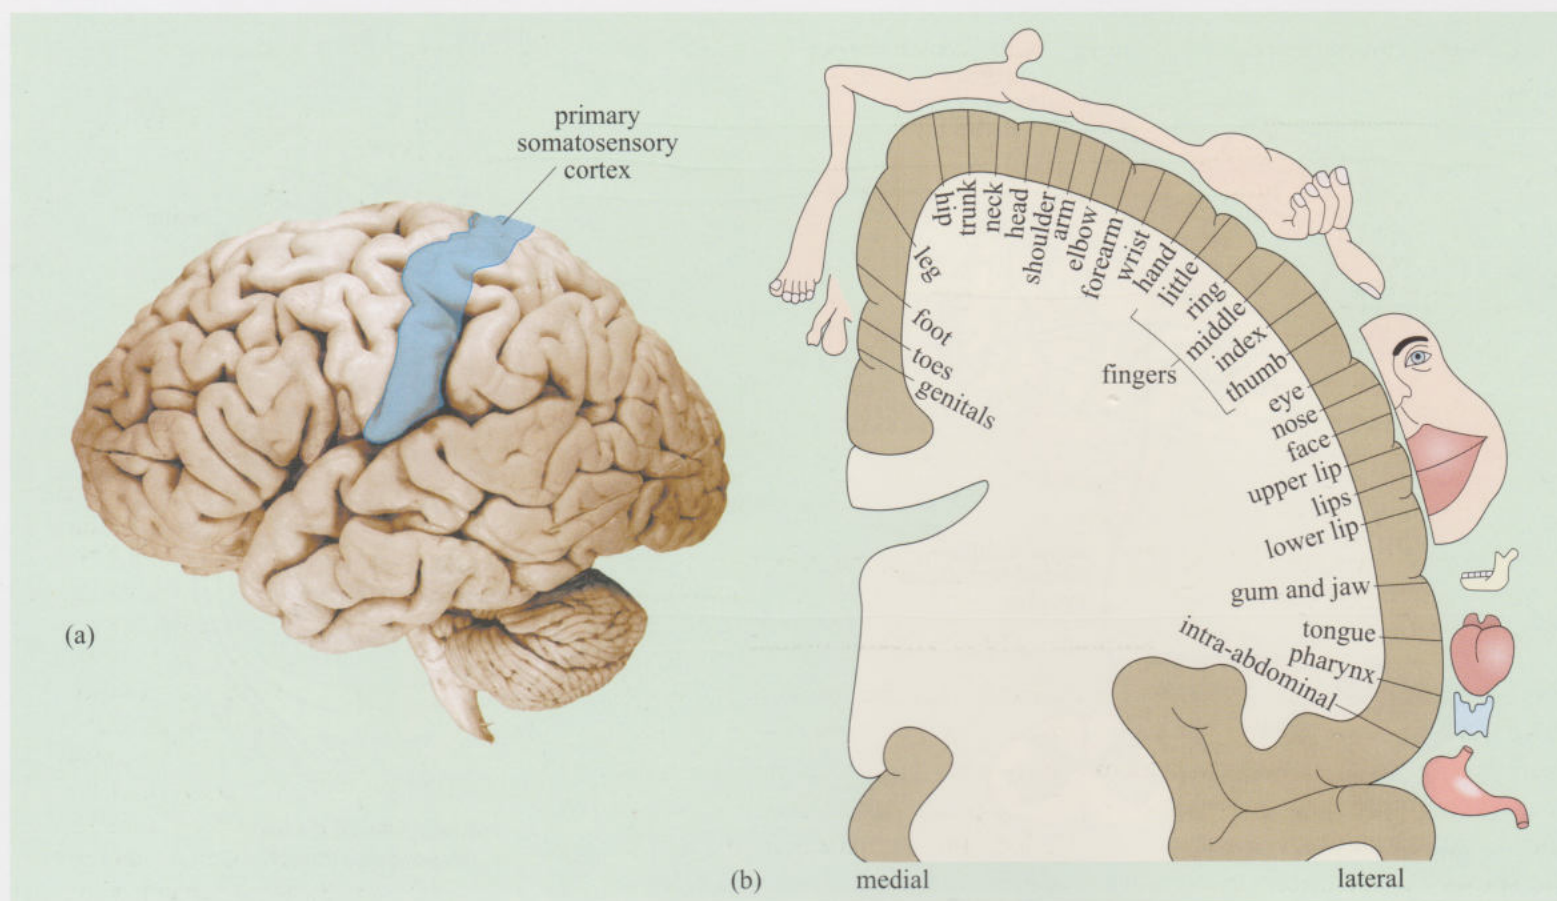 primary
somatosensory
cortex
(a)
hip
trunk
neck
head
shoulder
arm
elbow
forearm
wrist
hand
little
ring
middle
index
thumb
fingers
eye
nose
face
upper lip
lips
lower lip
gum and jaw
tongue
pharynx
intra-abdominal
leg
foot
toes
genitals
(b)
medial
lateral